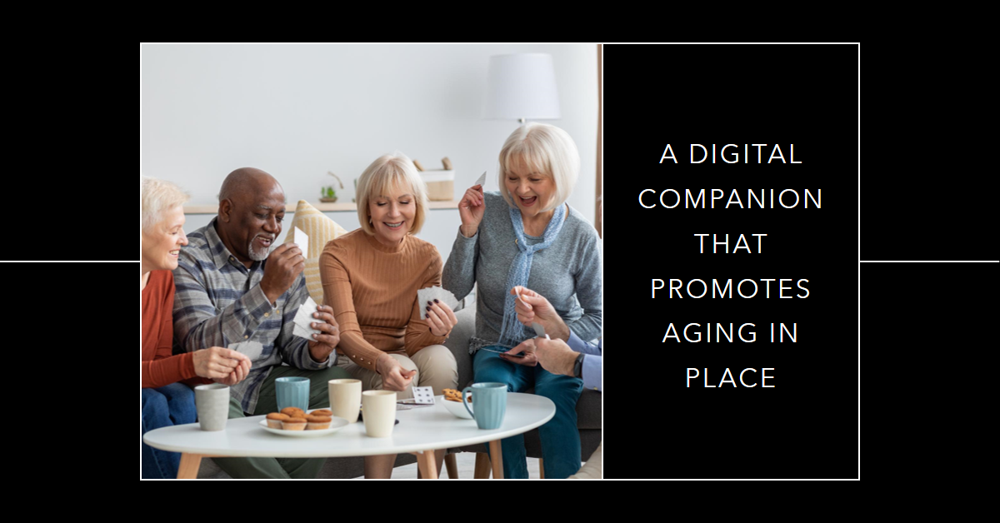 A DIGITAL
COMPANION
THAT
PROMOTES
AGING IN
PLACE